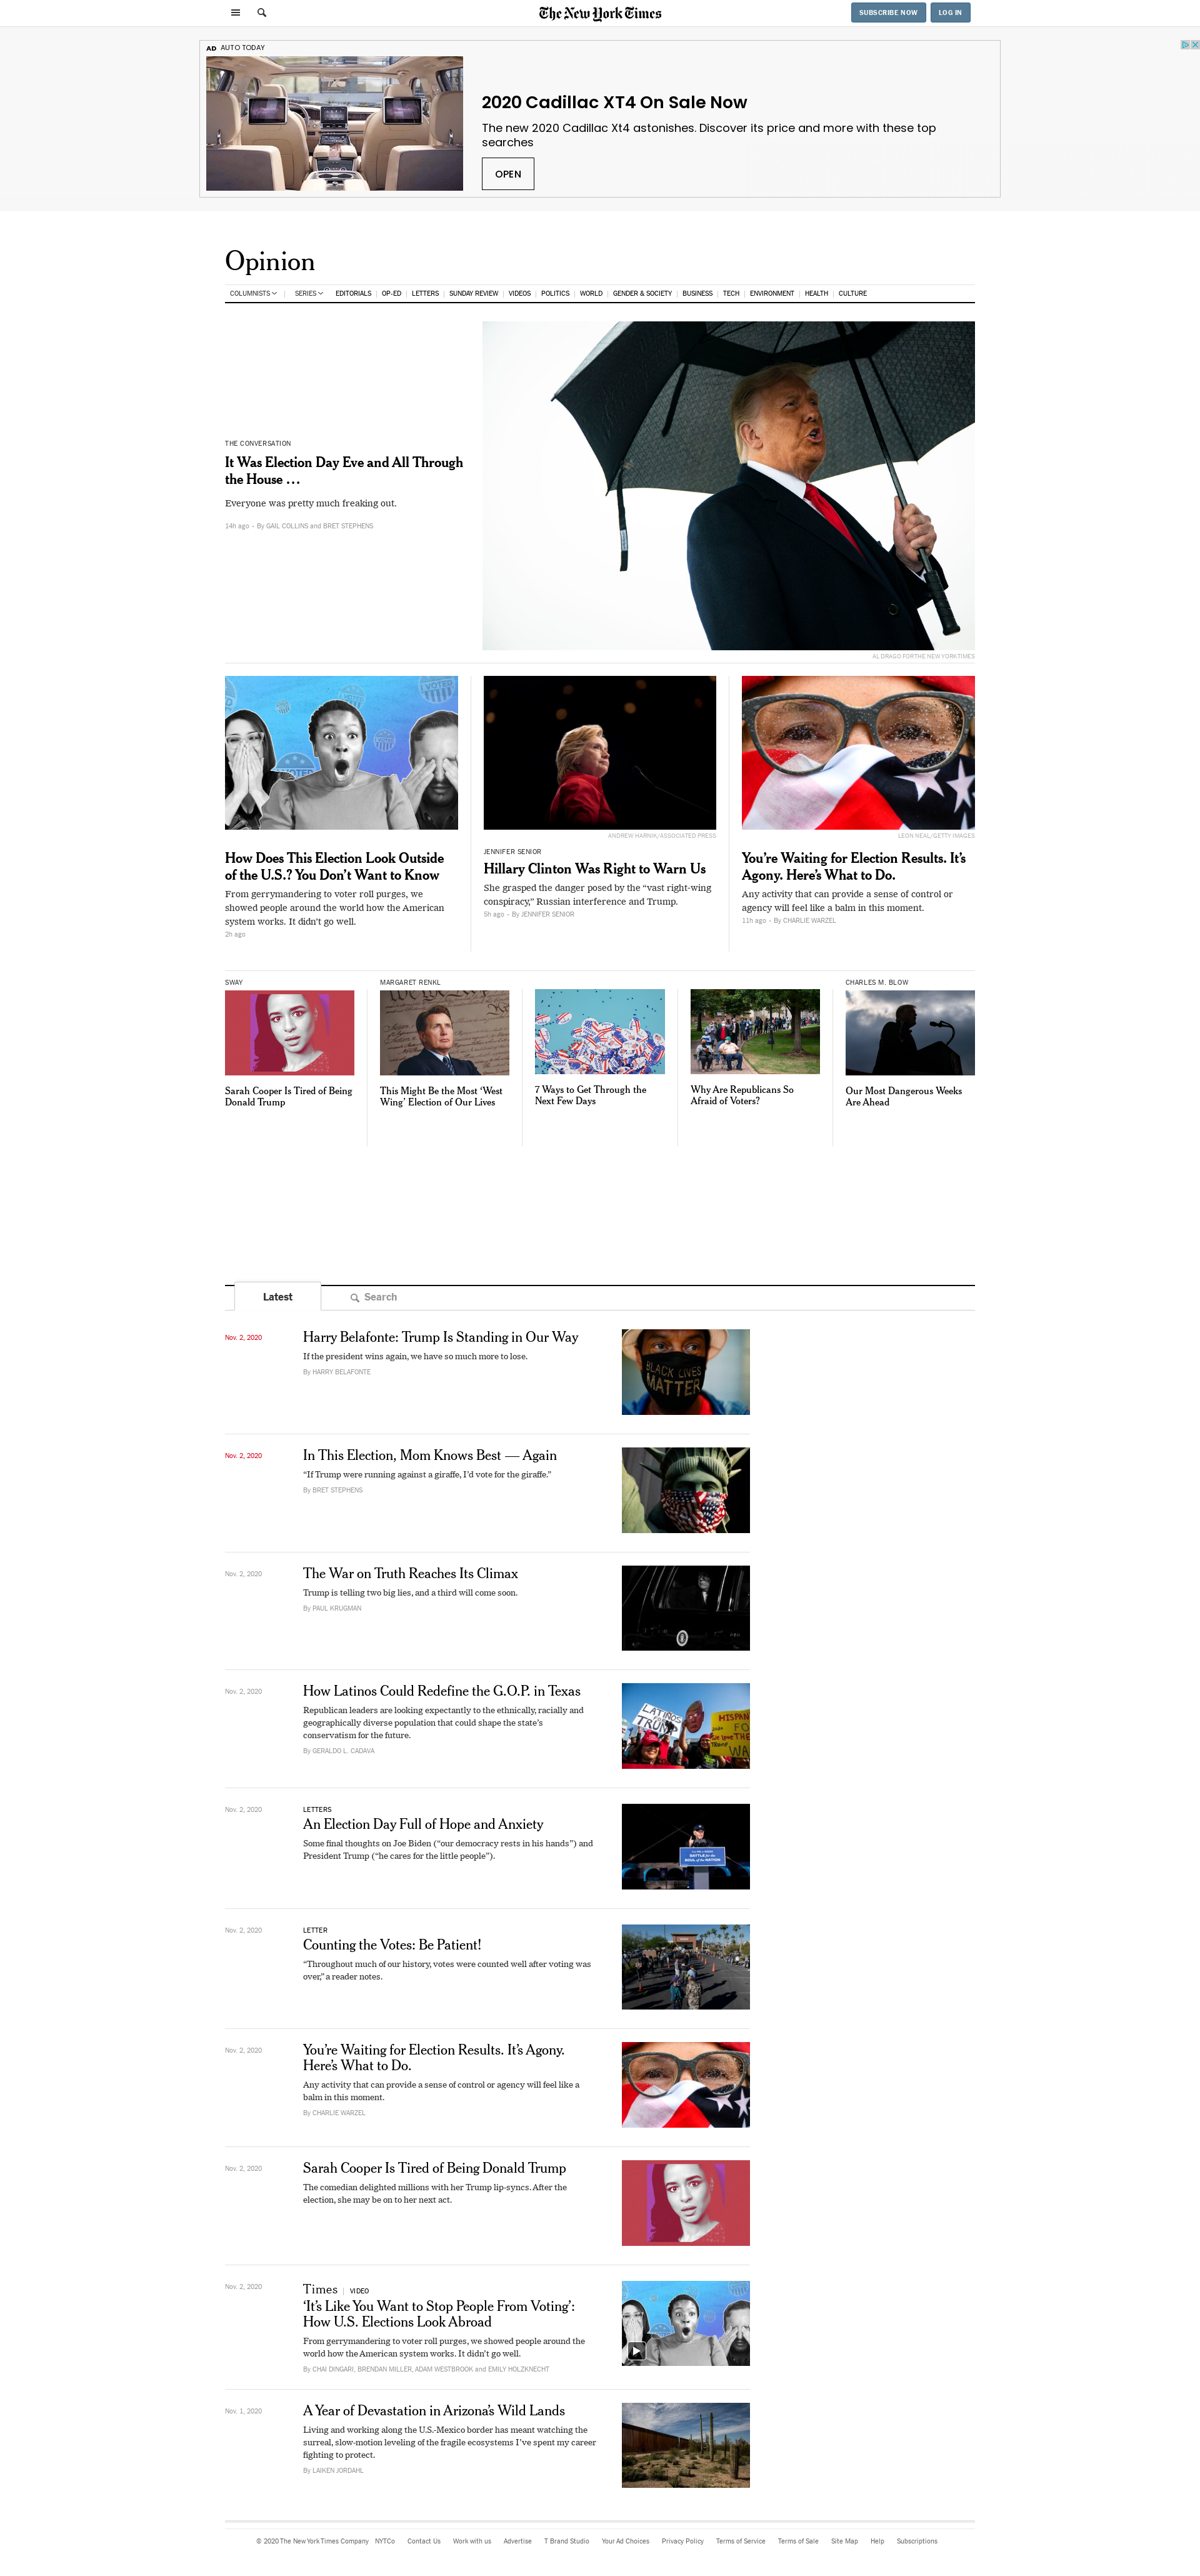 The New York Times
SUBSCRIBE NOW
LOG IN
AD AUTO TODAY
2020 Cadillac XT4 On Sale Now
The new 2020 Cadillac Xt4 astonishes. Discover its price and more with these top
searches
OPEN
Opinion
COLUMNISTS SERIES EDITORIALS OP-ED LETTERS SUNDAY REVIEW VIDEOS POLITICS WORLD GENDER & SOCIETY BUSINESS TECH ENVIRONMENT HEALTH CULTURE
THE CONVERSATION
It Was Election Day Eve and All Through
the House …
Everyone was pretty much freaking out.
14h ago • By GAIL COLLINS and BRET STEPHENS
AL DRAGO FOR THE NEW YORK TIMES
How Does This Election Look Outside
of the U.S.? You Don’t Want to Know
From gerrymandering to voter roll purges, we
showed people around the world how the American
system works. It didn’t go well.
2h ago
ANDREW HARNIK/ASSOCIATED PRESS
JENNIFER SENIOR
Hillary Clinton Was Right to Warn Us
She grasped the danger posed by the “vast right-wing
conspiracy,” Russian interference and Trump.
5h ago • By JENNIFER SENIOR
LEON NEAL/GETTY IMAGES
You’re Waiting for Election Results. It’s
Agony. Here’s What to Do.
Any activity that can provide a sense of control or
agency will feel like a balm in this moment.
11h ago • By CHARLIE WARZEL
SWAY
Sarah Cooper Is Tired of Being
Donald Trump
MARGARET RENKL
This Might Be the Most ‘West
Wing’ Election of Our Lives
7 Ways to Get Through the
Next Few Days
Why Are Republicans So
Afraid of Voters?
CHARLES M. BLOW
Our Most Dangerous Weeks
Are Ahead
Latest
Search
Nov. 2, 2020
Harry Belafonte: Trump Is Standing in Our Way
If the president wins again, we have so much more to lose.
By HARRY BELAFONTE
BLACK LIVES
MATTER
Nov. 2, 2020
In This Election, Mom Knows Best — Again
“If Trump were running against a giraffe, I’d vote for the giraffe.”
By BRET STEPHENS
Nov. 2, 2020
The War on Truth Reaches Its Climax
Trump is telling two big lies, and a third will come soon.
By PAUL KRUGMAN
Nov. 2, 2020
How Latinos Could Redefine the G.O.P. in Texas
Republican leaders are looking expectantly to the ethnically, racially and
geographically diverse population that could shape the state’s
conservatism for the future.
By GERALDO L. CADAVA
LATINOS
TRUMP
HISPAN
Nov. 2, 2020
LETTERS
An Election Day Full of Hope and Anxiety
Some final thoughts on Joe Biden (“our democracy rests in his hands”) and
President Trump (“he cares for the little people”).
BATTLE for the
SOUL of the NATION
Nov. 2, 2020
LETTER
Counting the Votes: Be Patient!
“Throughout much of our history, votes were counted well after voting was
over,” a reader notes.
Nov. 2, 2020
You’re Waiting for Election Results. It’s Agony.
Here’s What to Do.
Any activity that can provide a sense of control or agency will feel like a
balm in this moment.
By CHARLIE WARZEL
Nov. 2, 2020
Sarah Cooper Is Tired of Being Donald Trump
The comedian delighted millions with her Trump lip-syncs. After the
election, she may be on to her next act.
Nov. 2, 2020
Times VIDEO
‘It’s Like You Want to Stop People From Voting’:
How U.S. Elections Look Abroad
From gerrymandering to voter roll purges, we showed people around the
world how the American system works. It didn’t go well.
By CHAI DINGARI, BRENDAN MILLER, ADAM WESTBROOK and EMILY HOLZKNECHT
Nov. 1, 2020
A Year of Devastation in Arizona’s Wild Lands
Living and working along the U.S.-Mexico border has meant watching the
surreal, slow-motion leveling of the fragile ecosystems I’ve spent my career
fighting to protect.
By LAIKEN JORDAHL
© 2020 The New York Times Company NYTCo Contact Us Work with us Advertise T Brand Studio Your Ad Choices Privacy Policy Terms of Service Terms of Sale Site Map Help Subscriptions